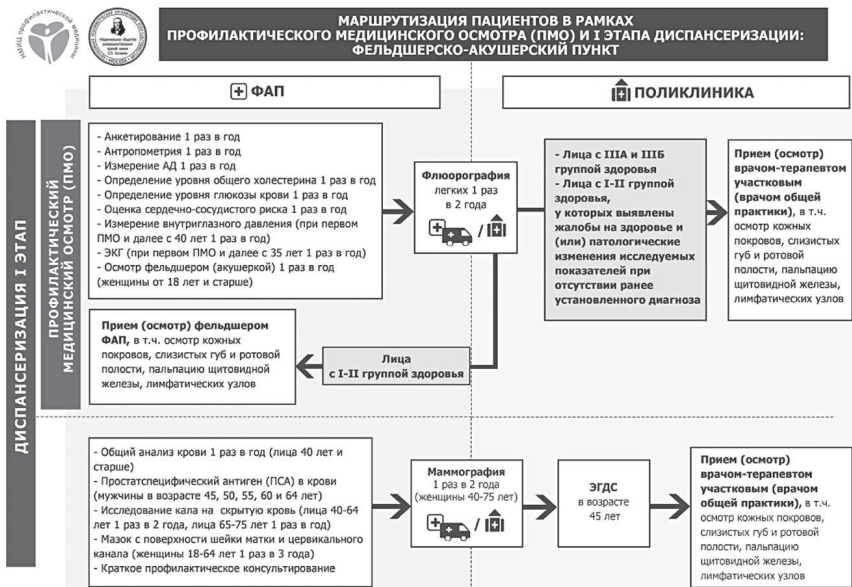 НМИЦ профилактической медицины
МАРШРУТИЗАЦИЯ ПАЦИЕНТОВ В РАМКАХ
ПРОФИЛАКТИЧЕСКОГО МЕДИЦИНСКОГО ОСМОТРА (ПМО) И I ЭТАПА ДИСПАНСЕРИЗАЦИИ:
ФЕЛЬДШЕРСКО-АКУШЕРСКИЙ ПУНКТ
ФАП
ПОЛИКЛИНИКА
ДИСПАНСЕРИЗАЦИЯ I ЭТАП
ПРОФИЛАКТИЧЕСКИЙ
МЕДИЦИНСКИЙ ОСМОТР (ПМО)
- Анкетирование 1 раз в год
- Антрометрия 1 раз в год
- Измерение АД 1 раз в год
- Определение уровня общего холестерина 1 раз в год
- Определение уровня глюкозы крови 1 раз в год
- Оценка сердечно-сосудистого риска 1 раз в год
- Измерение внутриглазного давления (при первом
ПМО и далее с 40 лет 1 раз в год)
- ЭКГ (при первом ПМО и далее с 35 лет 1 раз в год)
- Осмотр фельдшером (акушеркой) 1 раз в год
(женщины от 18 лет и старше)
Флюорография
легких 1 раз
в 2 года
/
- Лица с IIIА и IIIБ
группой здоровья
- Лица с I-II группой
здоровья,
у которых выявлены
жалобы на здоровье и
(или) патологические
изменения исследуемых
показателей при
отсутствии ранее
установленного диагноза
Прием (осмотр)
врачом-терапевтом
участковым
(врачом общей
практики), в т.ч.
осмотр кожных
покровов, слизистых
губ и ротовой
полости, пальпацию
щитовидной железы,
лимфатических узлов
Прием (осмотр) фельдшером
ФАП, в т.ч. осмотр кожных
покровов, слизистых губ и ротовой
полости, пальпацию щитовидной
железы, лимфатических узлов
Лица
с I-II группой здоровья
- Общий анализ крови 1 раз в год (лица 40 лет и
старше)
- Простатспецифический антиген (ПСА) в крови
(мужчины в возрасте 45, 50, 55, 60 и 64 лет)
- Исследование кала на скрытую кровь (лица 40-64
лет 1 раз в 2 года, лица 65-75 лет 1 раз в год)
- Мазок с поверхности шейки матки и цервикального
канала (женщины 18-64 лет 1 раз в 3 года)
- Краткое профилактическое консультирование
Маммография
1 раз в 2 года
(женщины 40-75 лет)
/
ЭГДС
в возрасте
45 лет
Прием (осмотр)
врачом-терапевтом
участковым (врачом
общей практики), в т.ч.
осмотр кожных покровов,
слизистых губ и ротовой
полости, пальпацию
щитовидной железы,
лимфатических узлов